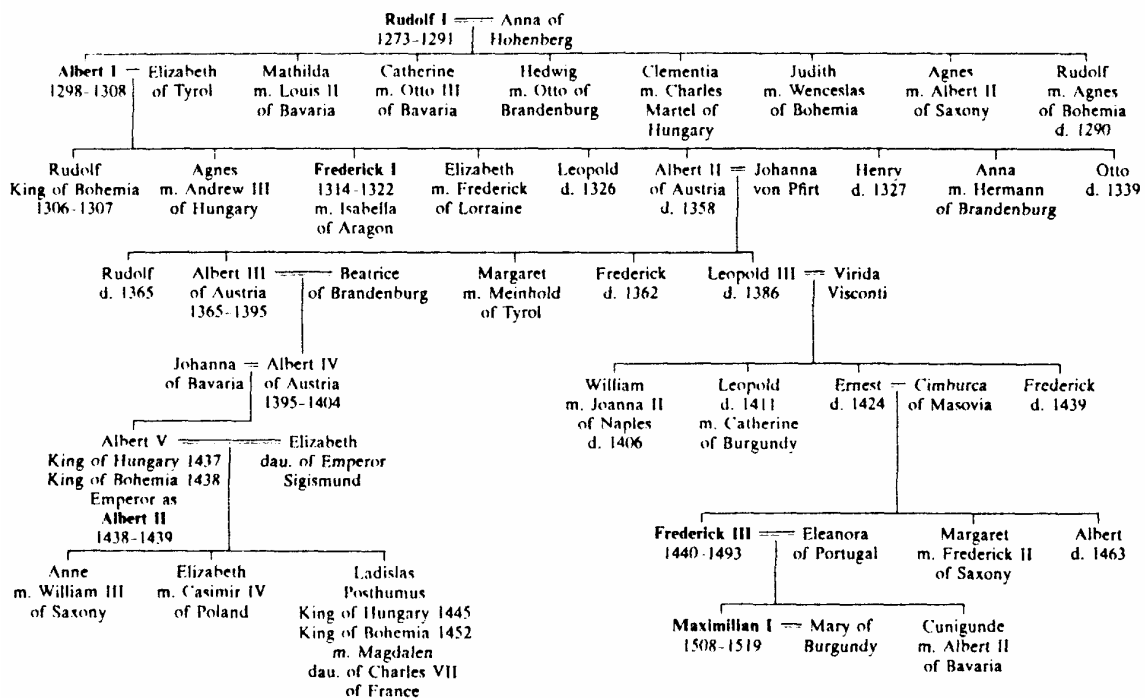 Rudolf I = Anna of
1273-1291 Hohenberg
Albert I = Elizabeth
1298-1308 of Tyrol
Mathilda
m. Louis II
of Bavaria
Catherine
m. Otto III
of Bavaria
Hedwig
m. Otto of
Brandenburg
Clementia
m. Charles
Martel of
Hungary
Judith
m. Wenceslas
of Bohemia
Agnes
m. Albert II
of Saxony
Rudolf
m. Agnes
of Bohemia
d. 1290
Rudolf
King of Bohemia
1306-1307
Agnes
m. Andrew III
of Hungary
Frederick I
1314-1322
m. Isabella
of Aragon
Elizabeth
m. Frederick
of Lorraine
Leopold
d. 1326
Albert II = Johanna
of Austria von Pfirt
d. 1358
Henry
d. 1327
Anna
m. Hermann
of Brandenburg
Otto
d. 1339
Rudolf
d. 1365
Albert III = Beatrice
of Austria of Brandenburg
1365-1395
Margaret
m. Meinhold
of Tyrol
Frederick
d. 1362
Leopold III = Virida
d. 1386 Visconti
Johanna = Albert IV
of Bavaria of Austria
1395-1404
William
m. Joanna II
of Naples
d. 1406
Leopold
d. 1411
m. Catherine
of Burgundy
Ernest = Cimburca
d. 1424 of Masovia
Frederick
d. 1439
Albert V = Elizabeth
King of Hungary 1437 dau. of Emperor
King of Bohemia 1438 Sigismund
Emperor as
Albert II
1438-1439
Frederick III = Eleanora
1440-1493 of Portugal
Margaret
m. Frederick II
of Saxony
Albert
d. 1463
Anne
m. William III
of Saxony
Elizabeth
m. Casimir IV
of Poland
Ladislas
Posthumus
King of Hungary 1445
King of Bohemia 1452
m. Magdalen
dau. of Charles VII
of France
Maximilian I = Mary of
1508-1519 Burgundy
Cunigunde
m. Albert II
of Bavaria